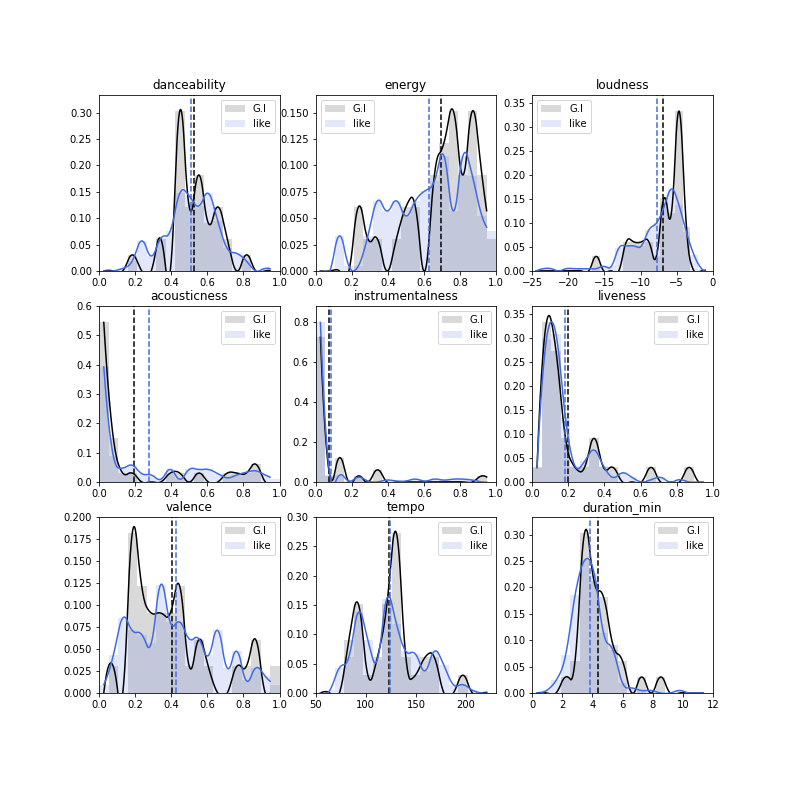 danceability energy loudness
G.I G.I G.I
like like like
0.30 0.150 0.35
0.25 0.125 0.30
0.20 0.100 0.25
0.15 0.075 0.20
0.10 0.050 0.15
0.05 0.025 0.10
0.00 0.000 0.05
0.00
0.0 0.2 0.4 0.6 0.8 1.0 0.0 0.2 0.4 0.6 0.8 1.0 −25 −20 −15 −10 −5 0
acousticness instrumentalness liveness
G.I G.I G.I
like like like
0.6 0.8 0.35
0.5 0.6 0.30
0.4 0.4 0.25
0.3 0.2 0.20
0.2 0.0 0.15
0.1 0.10
0.0 0.05
0.00
0.0 0.2 0.4 0.6 0.8 1.0 0.0 0.2 0.4 0.6 0.8 1.0 0.0 0.2 0.4 0.6 0.8 1.0
valence tempo duration_min
G.I G.I G.I
like like like
0.200 0.30 0.30
0.175 0.25 0.25
0.150 0.20 0.20
0.125 0.15 0.15
0.100 0.10 0.10
0.075 0.05 0.05
0.050 0.00 0.00
0.025
0.000
0.0 0.2 0.4 0.6 0.8 1.0 50 100 150 200 0 2 4 6 8 10 12